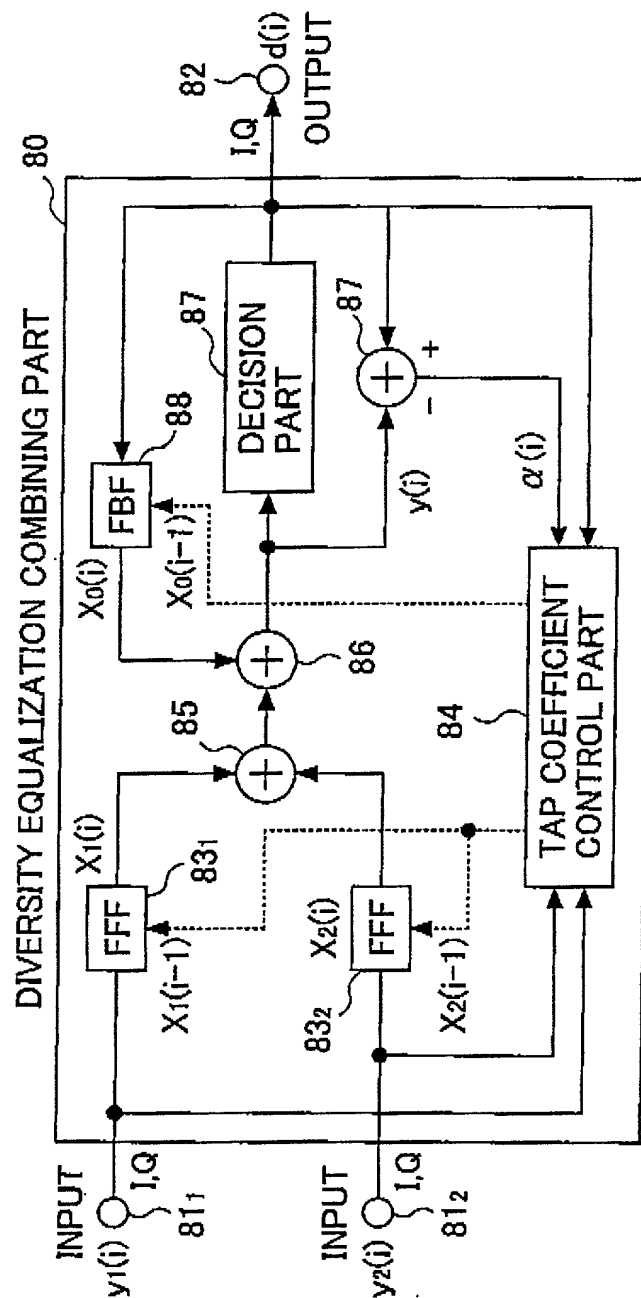 DIVERSITY EQUALIZATION COMBINING PART
80
INPUT
y1(i)
I,Q
811
FFF
831
X1(i)
X1(i-1)
INPUT
y2(i)
I,Q
812
FFF
832
X2(i)
X2(i-1)
85
86
X0(i)
FBF
88
X0(i-1)
DECISION
PART
87
87
+
-
y(i)
α(i)
TAP COEFFICIENT
CONTROL PART
84
I,Q
82
d(i)
OUTPUT